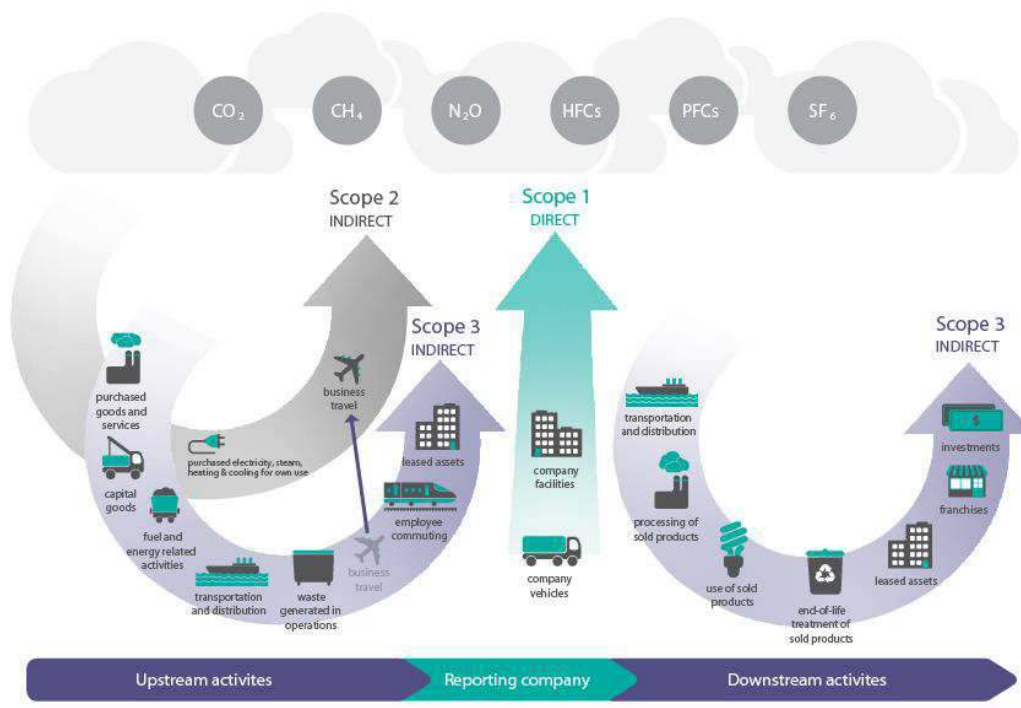 CO₂ CH₄ N₂O HFCs PFCs SF₆
Scope 2
INDIRECT
Scope 1
DIRECT
Scope 3
INDIRECT
Scope 3
INDIRECT
purchased
goods and
services
capital
goods
fuel and
energy related
activities
transportation
and distribution
waste
generated in
operations
business
travel
business
travel
purchased electricity, steam,
heating & cooling for own use
employee
commuting
leased assets
company
facilities
company
vehicles
transportation
and distribution
processing of
sold products
use of sold
products
end-of-life
treatment of
sold products
leased assets
franchises
$
investments
Upstream activites
Reporting company
Downstream activites